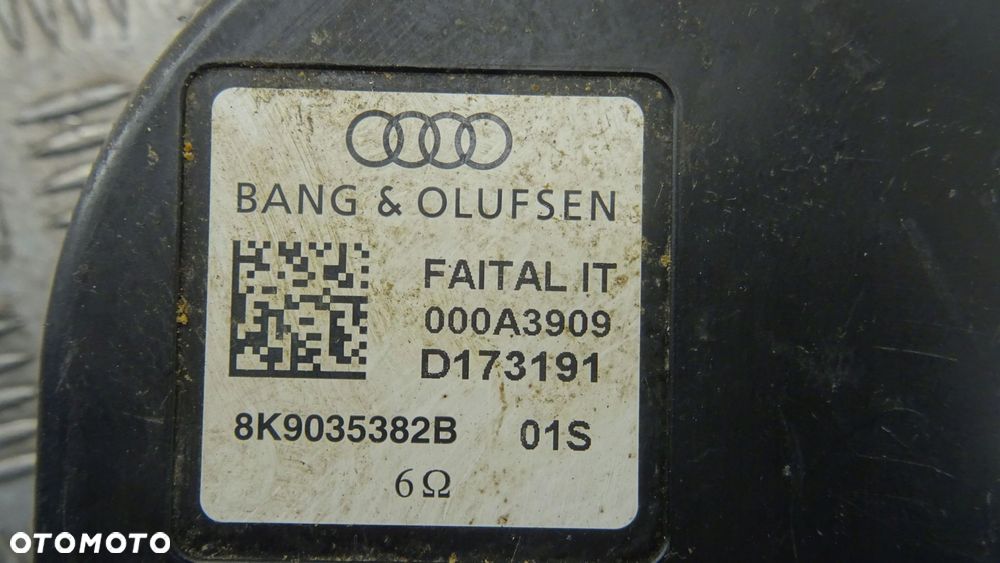 BANG & OLUFSEN
FAITAL IT
000A3909
D173191
8K9035382B 01S
6Ω
OTOMOTO